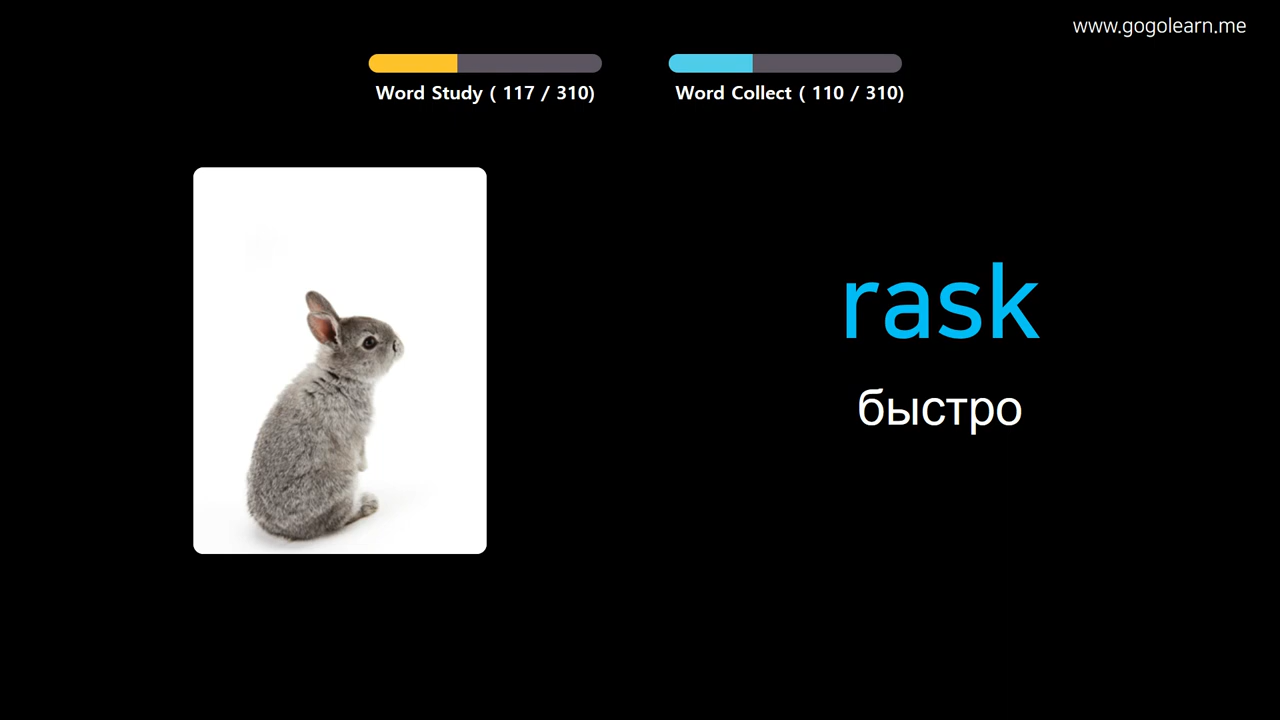 www.gogolearn.me
Word Study ( 117 / 310)
Word Collect ( 110 / 310)
rask
быстро